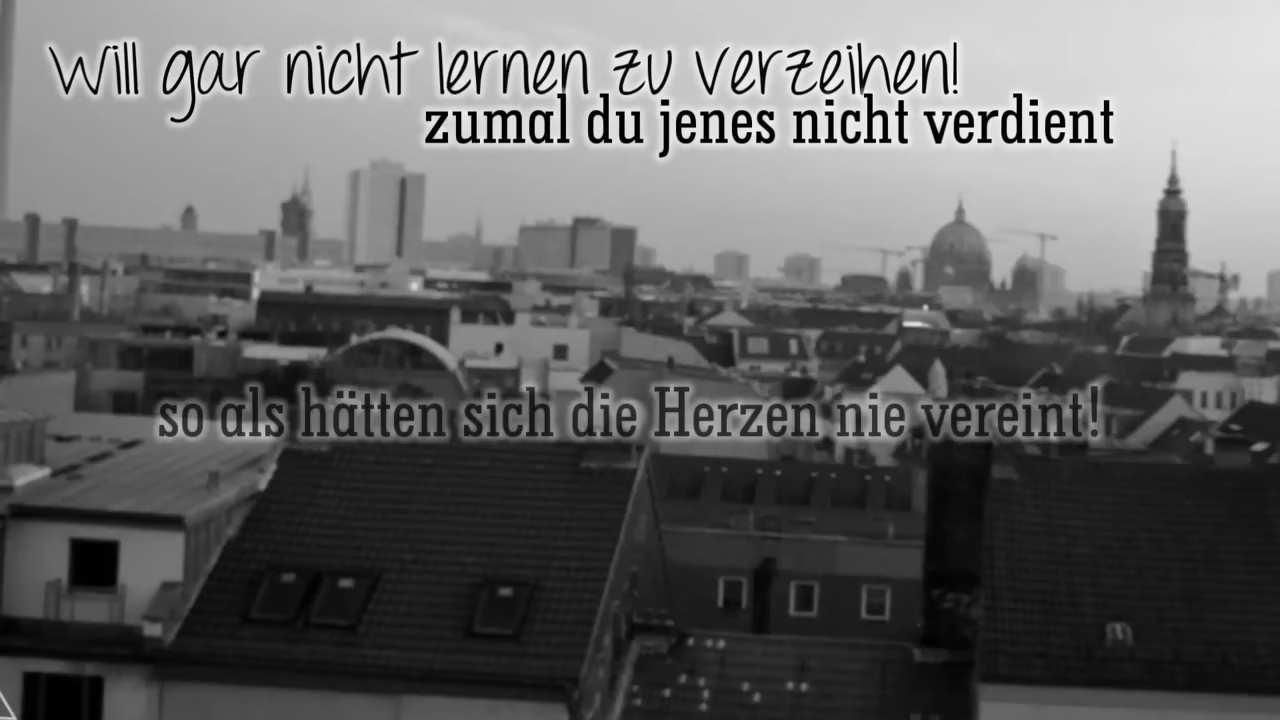 Will gar nicht lernen zu verzeihen!
zumal du jenes nicht verdient
so als hätten sich die Herzen nie vereint!